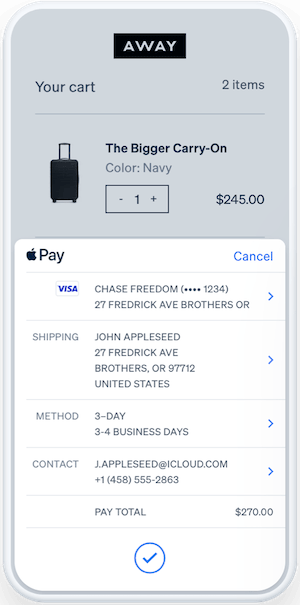 AWAY
Your cart 2 items
The Bigger Carry-On
Color: Navy
- 1 + $245.00
Pay Cancel
VISA CHASE FREEDOM (•••• 1234)
27 FREDRICK AVE BROTHERS OR
SHIPPING JOHN APPLESEED
27 FREDRICK AVE
BROTHERS, OR 97712
UNITED STATES
METHOD 3–DAY
3-4 BUSINESS DAYS
CONTACT J.APPLESEED@ICLOUD.COM
+1 (458) 555-2863
PAY TOTAL $270.00